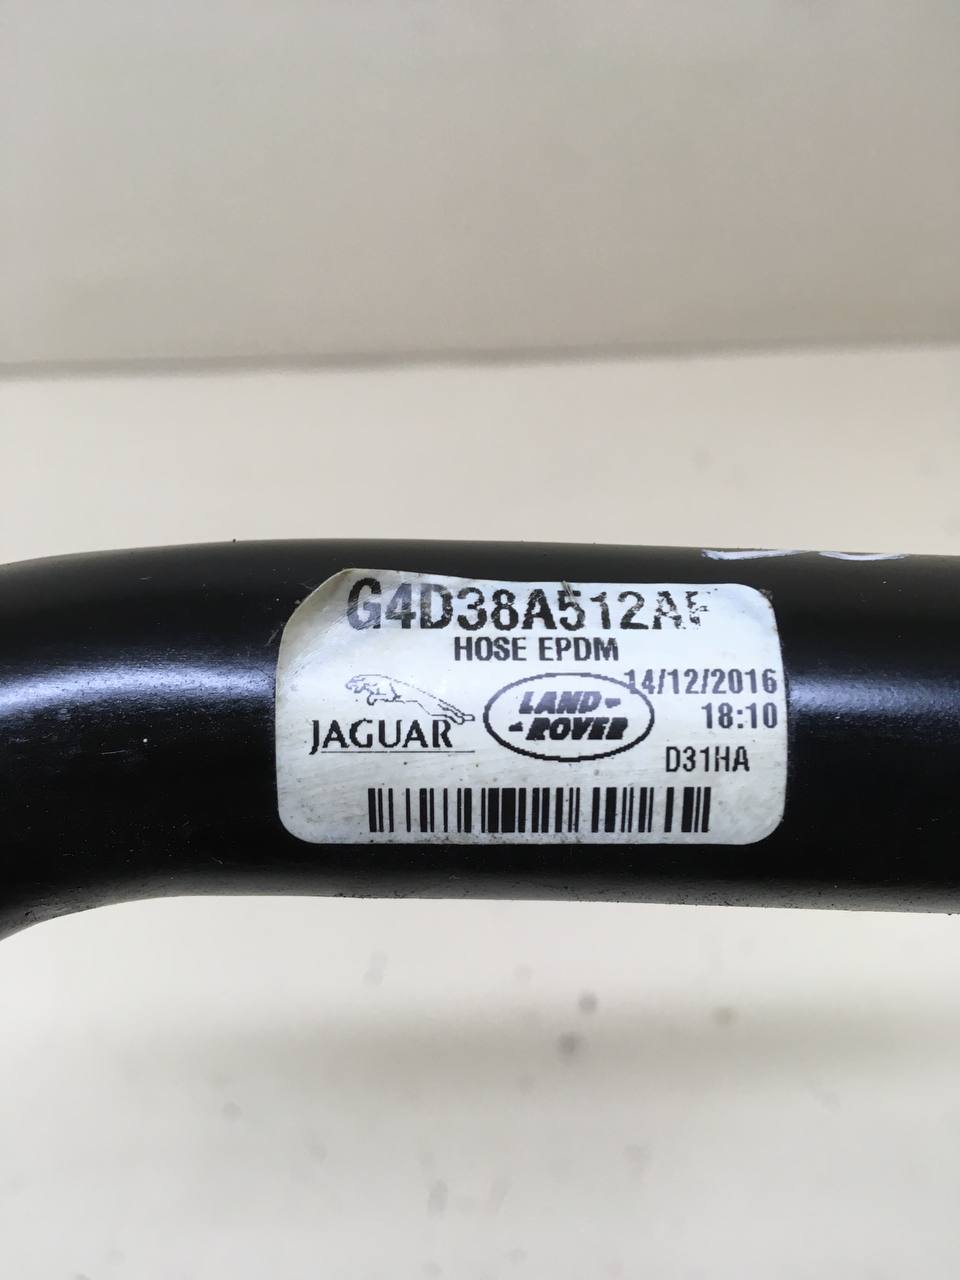 G4D38A512AF
HOSE EPDM
14/12/2016
18:10
JAGUAR
LAND
ROVER
D31HA